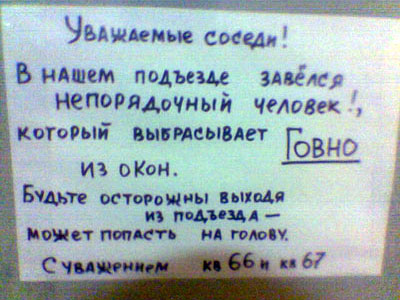 Уважаемые соседи!
В нашем подъезде завёлся
непорядочный человек!,
который выбрасывает Говно
из окон.
Будьте осторожны выходя
из подъезда —
может попасть на голову.
С уважением кв 66 и кв 67